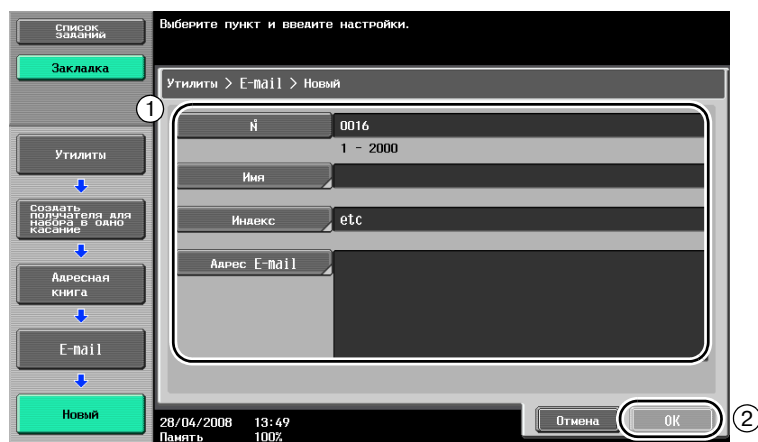 Список
заданий
Закладка
Утилиты
Создать
получателя для
набора в одно
касание
Адресная
книга
E-mail
Новый
Выберите пункт и введите настройки.
Утилиты > E-mail > Новый
1
N̊ 0016
1 - 2000
Имя
Индекс etc
Адрес E-mail
28/04/2008 13:49
Память 100%
Отмена OK 2